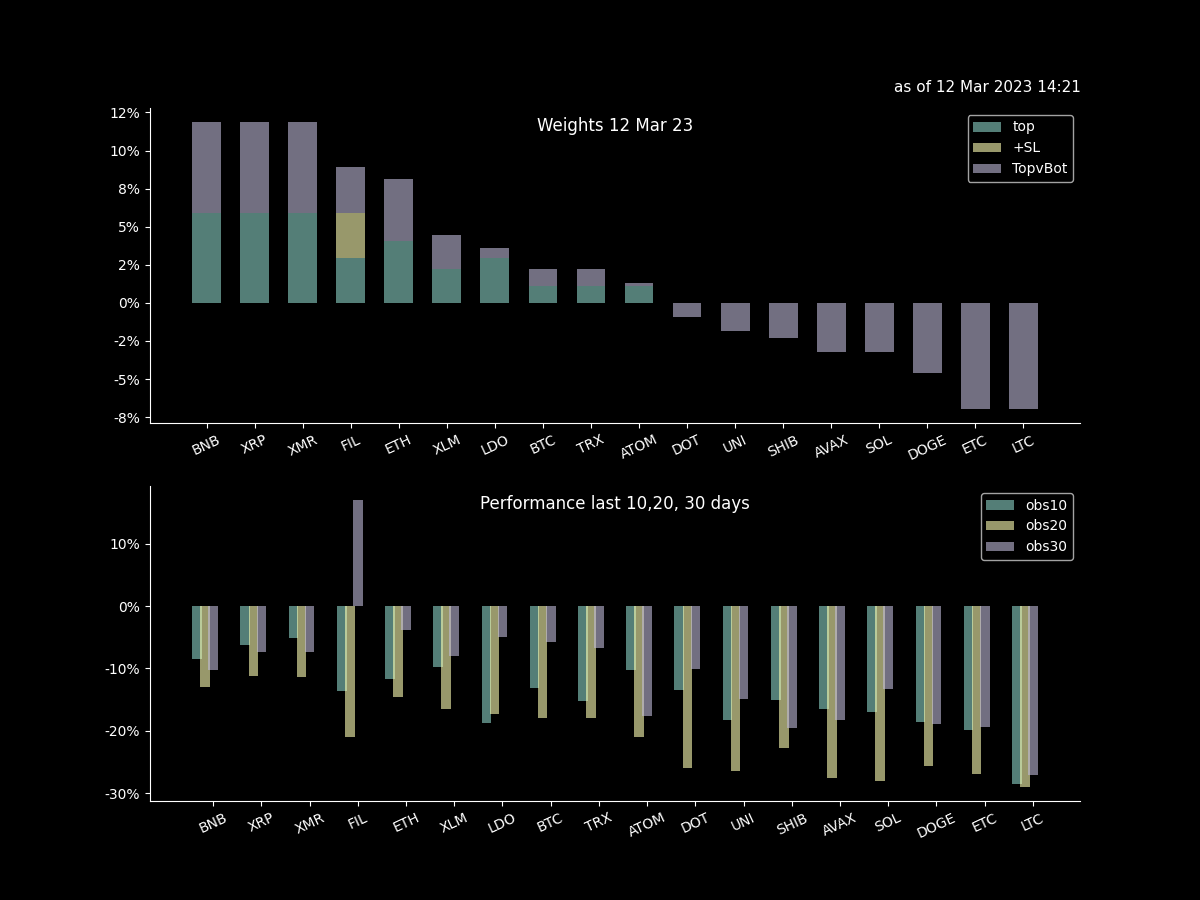 as of 12 Mar 2023 14:21
Weights 12 Mar 23
top
+SL
TopvBot
12%
10%
8%
5%
2%
0%
-2%
-5%
-8%
BNB XRP XMR FIL ETH XLM LDO BTC TRX ATOM DOT UNI SHIB AVAX SOL DOGE ETC LTC
Performance last 10,20, 30 days
obs10
obs20
obs30
10%
0%
-10%
-20%
-30%
BNB XRP XMR FIL ETH XLM LDO BTC TRX ATOM DOT UNI SHIB AVAX SOL DOGE ETC LTC